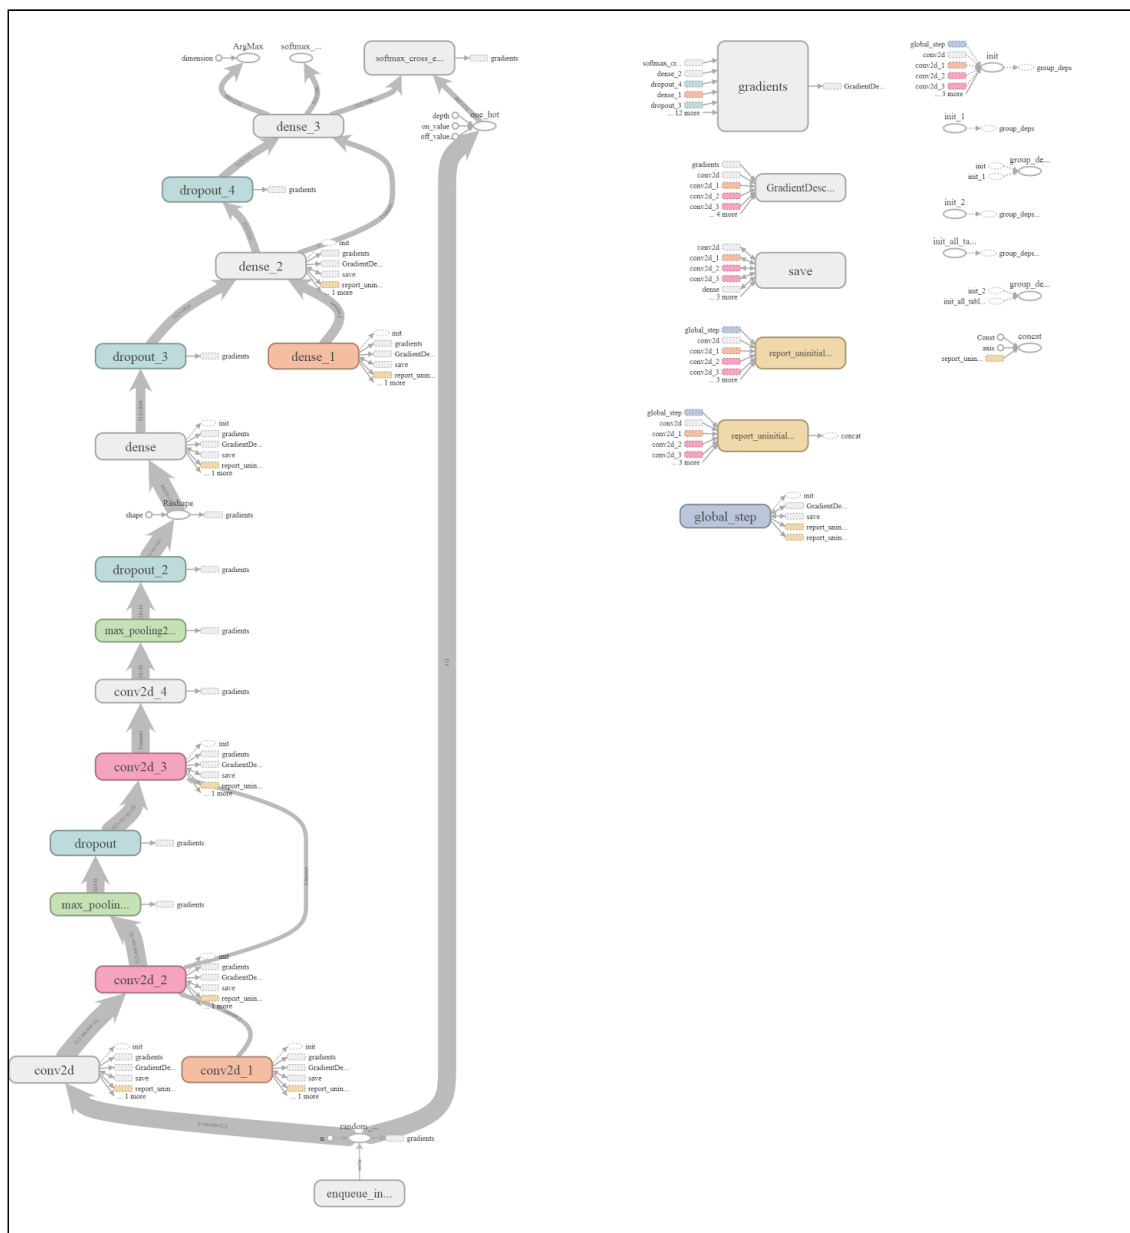 ArgMax
softmax_...
dimension
softmax_cross_e...
gradients
dense_3
depth
on_value
off_value
one_hot
dropout_4
gradients
dense_2
init
gradients
GradientDe...
save
report_unin...
... 1 more
dropout_3
gradients
dense_1
init
gradients
GradientDe...
save
report_unin...
... 1 more
dense
init
gradients
GradientDe...
save
report_unin...
... 1 more
Reshape
shape
gradients
dropout_2
gradients
max_pooling2...
gradients
conv2d_4
gradients
conv2d_3
init
gradients
GradientDe...
save
report_unin...
... 1 more
dropout
gradients
max_poolin...
gradients
conv2d_2
init
gradients
GradientDe...
save
report_unin...
... 1 more
conv2d
init
gradients
GradientDe...
save
report_unin...
... 1 more
conv2d_1
init
gradients
GradientDe...
save
report_unin...
... 1 more
random_...
n
gradients
enqueue_in...
softmax_cr...
dense_2
dropout_4
dense_1
dropout_3
... 12 more
gradients
GradientDe...
gradients
conv2d
conv2d_1
conv2d_2
conv2d_3
... 4 more
GradientDesc...
conv2d
conv2d_1
conv2d_2
conv2d_3
dense
... 3 more
save
global_step
conv2d
conv2d_1
conv2d_2
conv2d_3
... 3 more
report_uninitial...
global_step
conv2d
conv2d_1
conv2d_2
conv2d_3
... 3 more
report_uninitial...
concat
global_step
init
GradientDe...
save
report_unin...
report_unin...
global_step
conv2d
conv2d_1
conv2d_2
conv2d_3
... 3 more
init
group_deps
init_1
group_deps
init
init_1
group_de...
init_2
group_deps...
init_all_ta...
group_deps...
init_2
init_all_tabl...
group_de...
Const
axis
report_unin...
concat